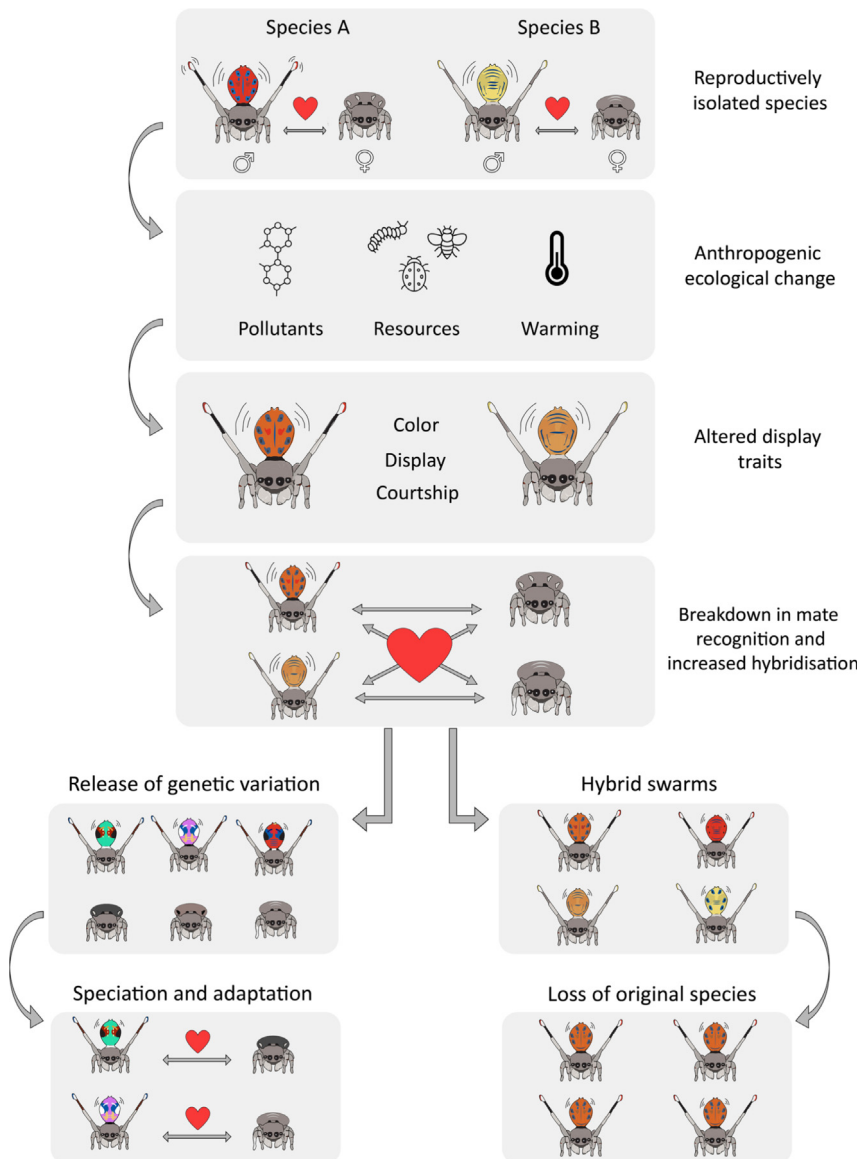 Species A
Species B
Reproductively
isolated species
Pollutants
Resources
Warming
Anthropogenic
ecological change
Color
Display
Courtship
Altered display
traits
Breakdown in mate
recognition and
increased hybridisation
Release of genetic variation
Hybrid swarms
Speciation and adaptation
Loss of original species